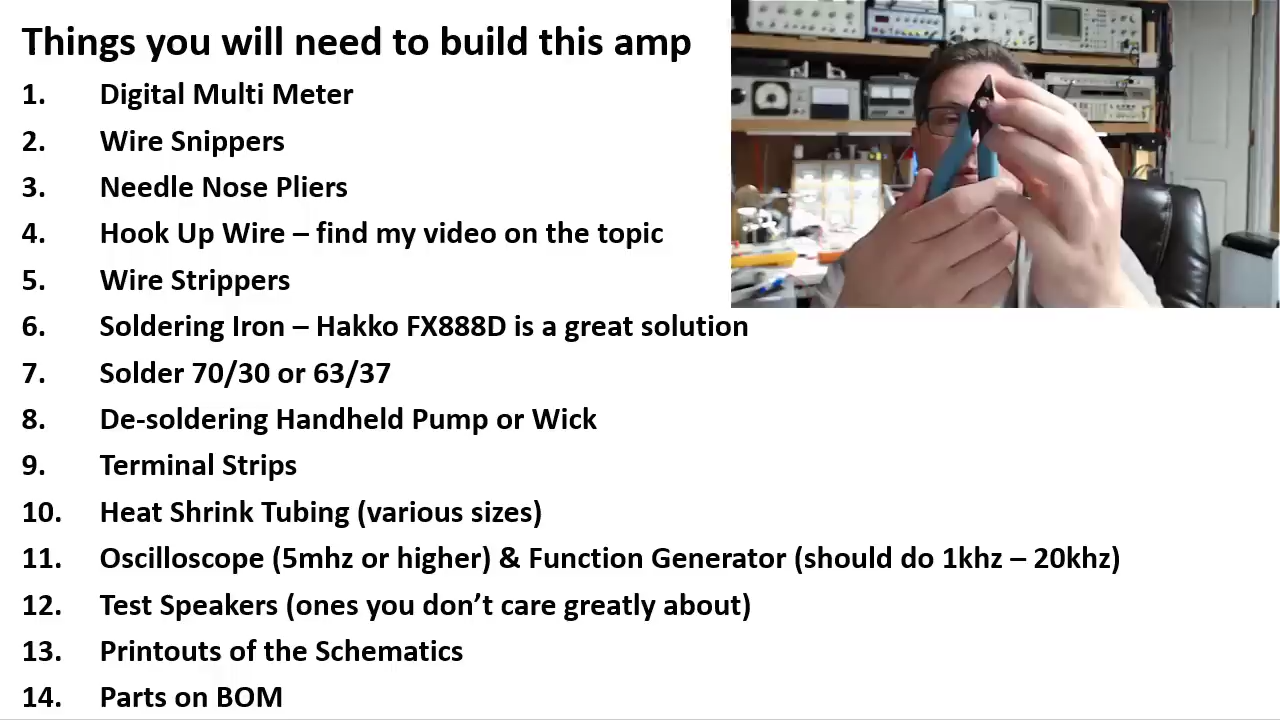 Things you will need to build this amp
1. Digital Multi Meter
2. Wire Snippers
3. Needle Nose Pliers
4. Hook Up Wire – find my video on the topic
5. Wire Strippers
6. Soldering Iron – Hakko FX888D is a great solution
7. Solder 70/30 or 63/37
8. De-soldering Handheld Pump or Wick
9. Terminal Strips
10. Heat Shrink Tubing (various sizes)
11. Oscilloscope (5mhz or higher) & Function Generator (should do 1khz – 20khz)
12. Test Speakers (ones you don’t care greatly about)
13. Printouts of the Schematics
14. Parts on BOM